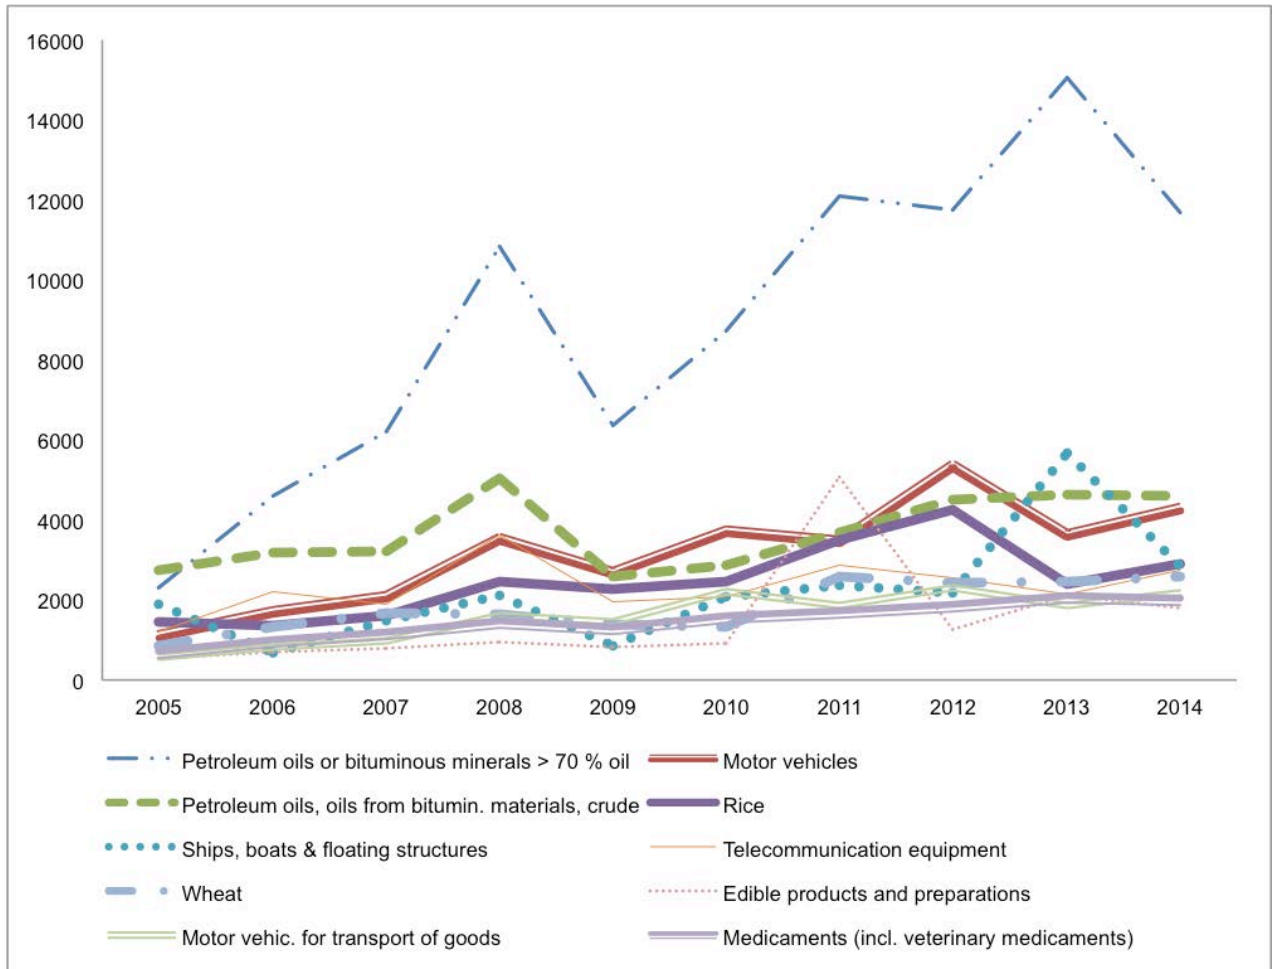 16000
14000
12000
10000
8000
6000
4000
2000
0
2005 2006 2007 2008 2009 2010 2011 2012 2013 2014
Petroleum oils or bituminous minerals > 70 % oil Motor vehicles
Petroleum oils, oils from bitumin. materials, crude Rice
Ships, boats & floating structures Telecommunication equipment
Wheat Edible products and preparations
Motor vehic. for transport of goods Medicaments (incl. veterinary medicaments)